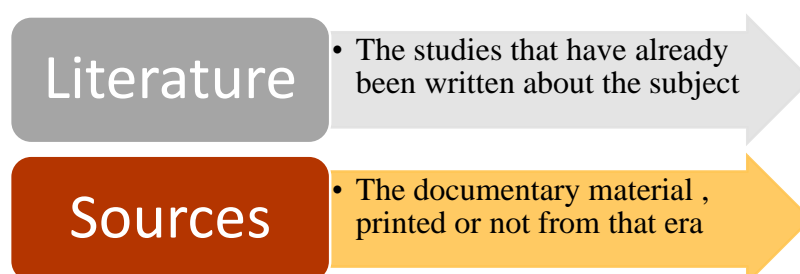 Literature
• The studies that have already
been written about the subject
Sources
• The documentary material ,
printed or not from that era